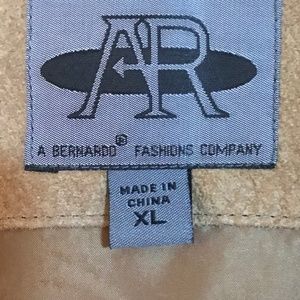 AR
A BERNARDO® FASHIONS COMPANY
MADE IN
CHINA
XL